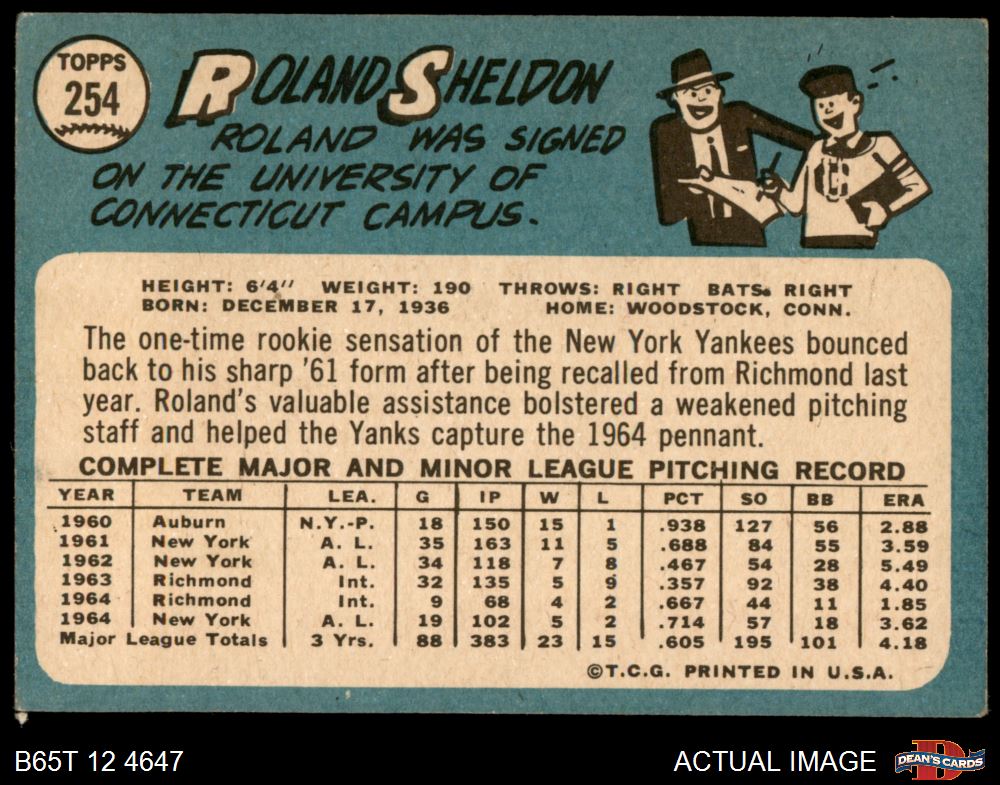 TOPPS
254
ROLAND SHELDON
ROLAND WAS SIGNED
ON THE UNIVERSITY OF
CONNECTICUT CAMPUS.
HEIGHT: 6'4" WEIGHT: 190 THROWS: RIGHT BATS: RIGHT
BORN: DECEMBER 17, 1936 HOME: WOODSTOCK, CONN.
The one-time rookie sensation of the New York Yankees bounced
back to his sharp '61 form after being recalled from Richmond last
year. Roland's valuable assistance bolstered a weakened pitching
staff and helped the Yanks capture the 1964 pennant.
COMPLETE MAJOR AND MINOR LEAGUE PITCHING RECORD
YEAR TEAM LEA. G IP W L PCT SO BB ERA
1960 Auburn N.Y.-P. 18 150 15 1 .938 127 56 2.88
1961 New York A. L. 35 163 11 5 .688 84 55 3.59
1962 New York A. L. 34 118 7 8 .467 54 28 5.49
1963 Richmond Int. 32 135 5 9 .357 92 38 4.40
1964 Richmond Int. 9 68 4 2 .667 44 11 1.85
1964 New York A. L. 19 102 5 2 .714 57 18 3.62
Major League Totals 3 Yrs. 88 383 23 15 .605 195 101 4.18
©T.C.G. PRINTED IN U.S.A.
B65T 12 4647 ACTUAL IMAGE
D DEAN'S CARDS